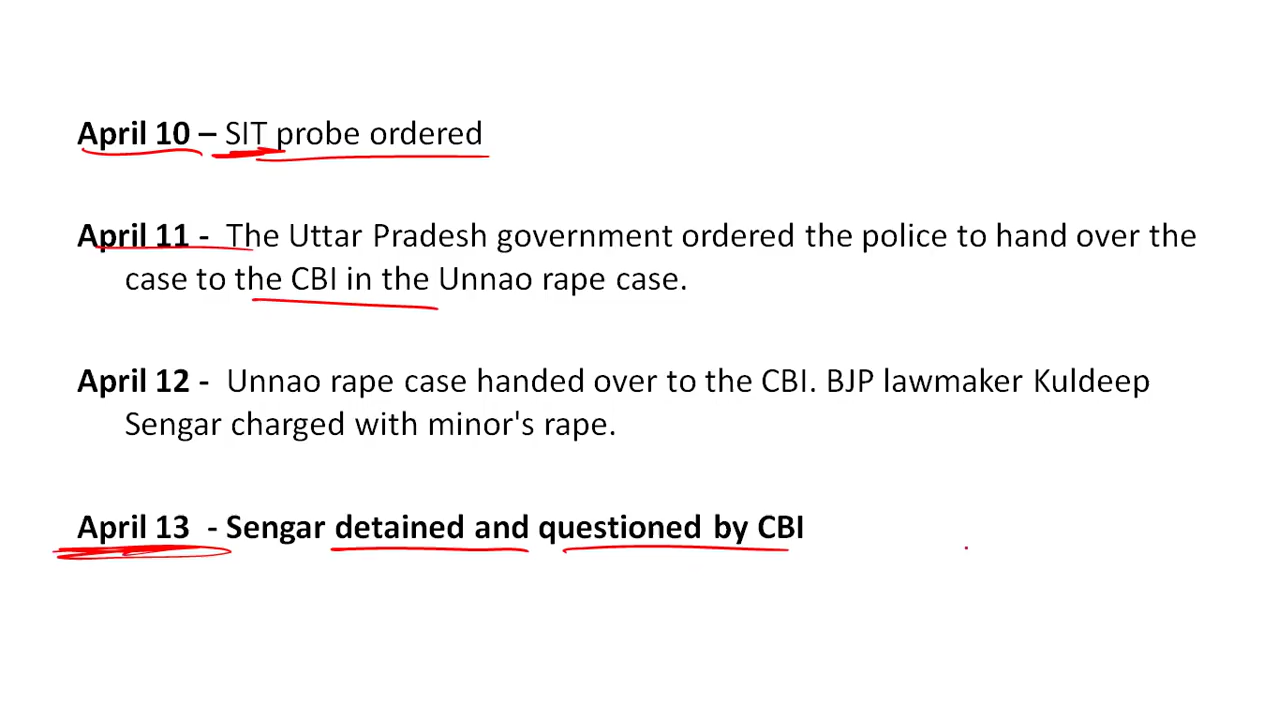 April 10 – SIT probe ordered
April 11 - The Uttar Pradesh government ordered the police to hand over the
case to the CBI in the Unnao rape case.
April 12 - Unnao rape case handed over to the CBI. BJP lawmaker Kuldeep
Sengar charged with minor's rape.
April 13 - Sengar detained and questioned by CBI